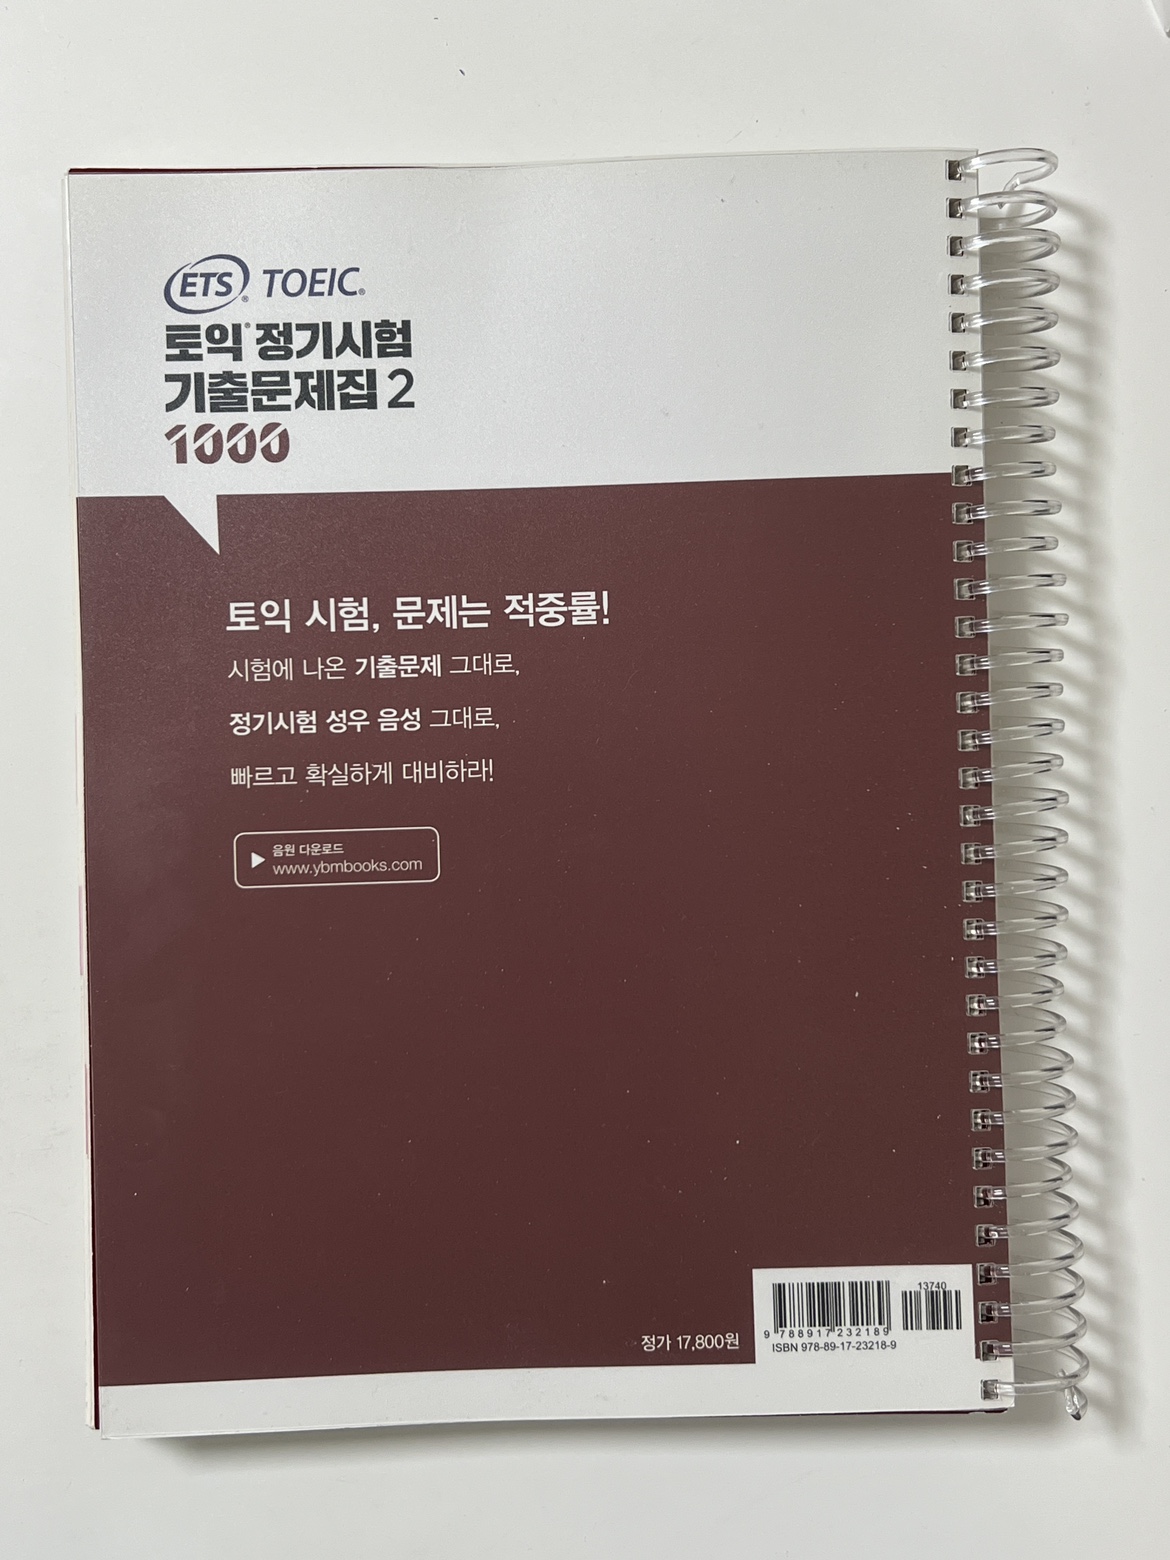 ETS® TOEIC®
토익® 정기시험
기출문제집 2
1000
토익 시험, 문제는 적중률!
시험에 나온 기출문제 그대로,
정기시험 성우 음성 그대로,
빠르고 확실하게 대비하라!
음원 다운로드
www.ybmbooks.com
정가 17,800원
13740
9 788917 232189
ISBN 978-89-17-23218-9